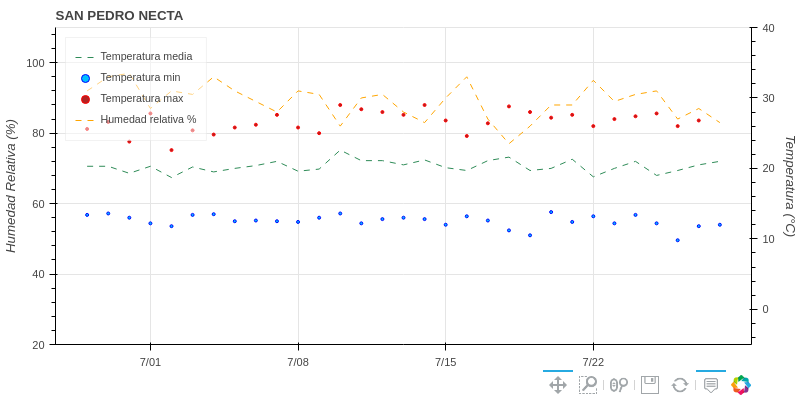 SAN PEDRO NECTA
Humedad Relativa (%)
100
80
60
40
20
Temperatura media
Temperatura min
Temperatura max
Humedad relativa %
40
30
20
10
0
Temperatura (°C)
7/01
7/08
7/15
7/22